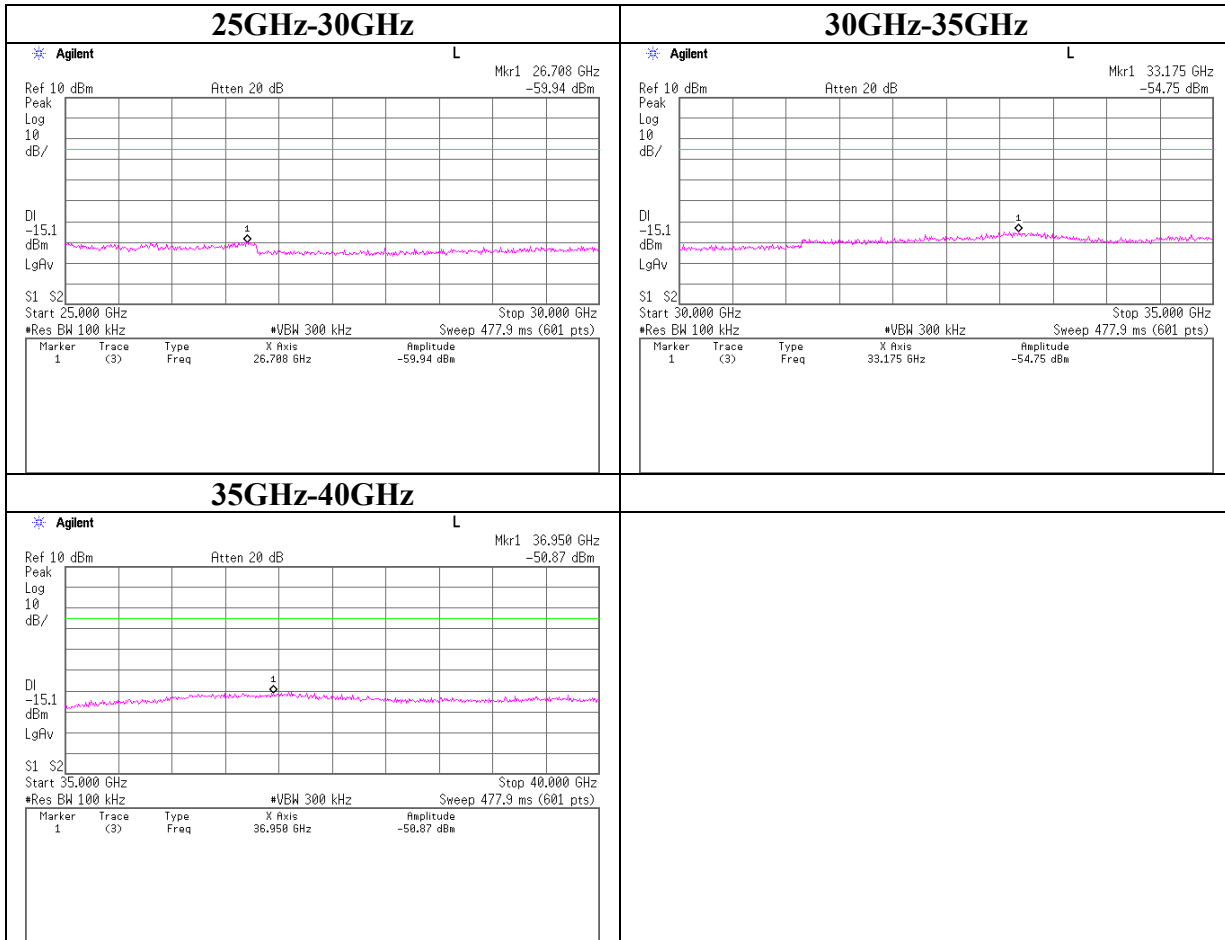 25GHz-30GHz
Agilent L
Mkr1 26.708 GHz
Ref 10 dBm Atten 20 dB -59.94 dBm
Peak
Log
10
dB/
1
DI
-15.1
dBm
LgAv
S1 S2
Start 25.000 GHz Stop 30.000 GHz
#Res BW 100 kHz #VBW 300 kHz Sweep 477.9 ms (601 pts)
Marker Trace Type X Axis Amplitude
1 (3) Freq 26.708 GHz -59.94 dBm
30GHz-35GHz
Agilent L
Mkr1 33.175 GHz
Ref 10 dBm Atten 20 dB -54.75 dBm
Peak
Log
10
dB/
1
DI
-15.1
dBm
LgAv
S1 S2
Start 30.000 GHz Stop 35.000 GHz
#Res BW 100 kHz #VBW 300 kHz Sweep 477.9 ms (601 pts)
Marker Trace Type X Axis Amplitude
1 (3) Freq 33.175 GHz -54.75 dBm
35GHz-40GHz
Agilent L
Mkr1 36.950 GHz
Ref 10 dBm Atten 20 dB -50.87 dBm
Peak
Log
10
dB/
1
DI
-15.1
dBm
LgAv
S1 S2
Start 35.000 GHz Stop 40.000 GHz
#Res BW 100 kHz #VBW 300 kHz Sweep 477.9 ms (601 pts)
Marker Trace Type X Axis Amplitude
1 (3) Freq 36.950 GHz -50.87 dBm